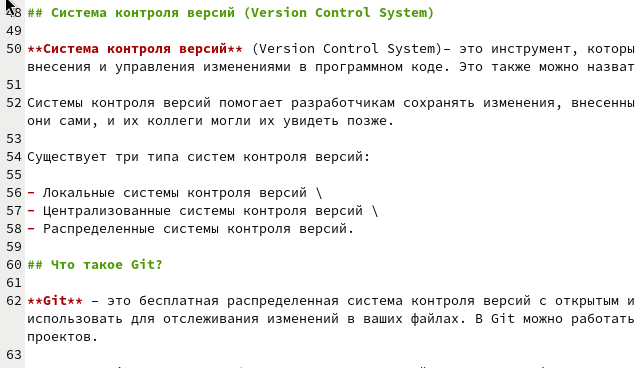 48 ## Система контроля версий (Version Control System)
49
50 **Система контроля версий** (Version Control System)– это инструмент, которы
внесения и управления изменениями в программном коде. Это также можно назват
51
52 Системы контроля версий помогает разработчикам сохранять изменения, внесенны
они сами, и их коллеги могли их увидеть позже.
53
54 Существует три типа систем контроля версий:
55
56 – Локальные системы контроля версий \
57 – Централизованные системы контроля версий \
58 – Распределенные системы контроля версий.
59
60 ## Что такое Git?
61
62 **Git** – это бесплатная распределенная система контроля версий с открытым и
использовать для отслеживания изменений в ваших файлах. В Git можно работать
проектов.
63